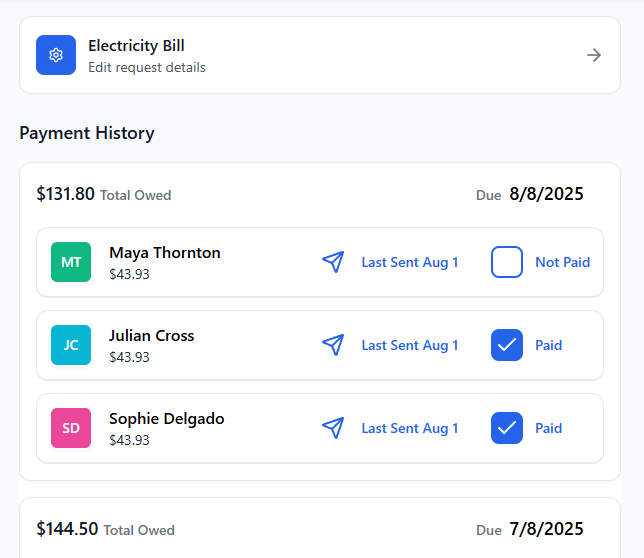 Electricity Bill
Edit request details
Payment History
$131.80 Total Owed Due 8/8/2025
MT Maya Thornton Last Sent Aug 1 Not Paid
$43.93
JC Julian Cross Last Sent Aug 1 Paid
$43.93
SD Sophie Delgado Last Sent Aug 1 Paid
$43.93
$144.50 Total Owed Due 7/8/2025